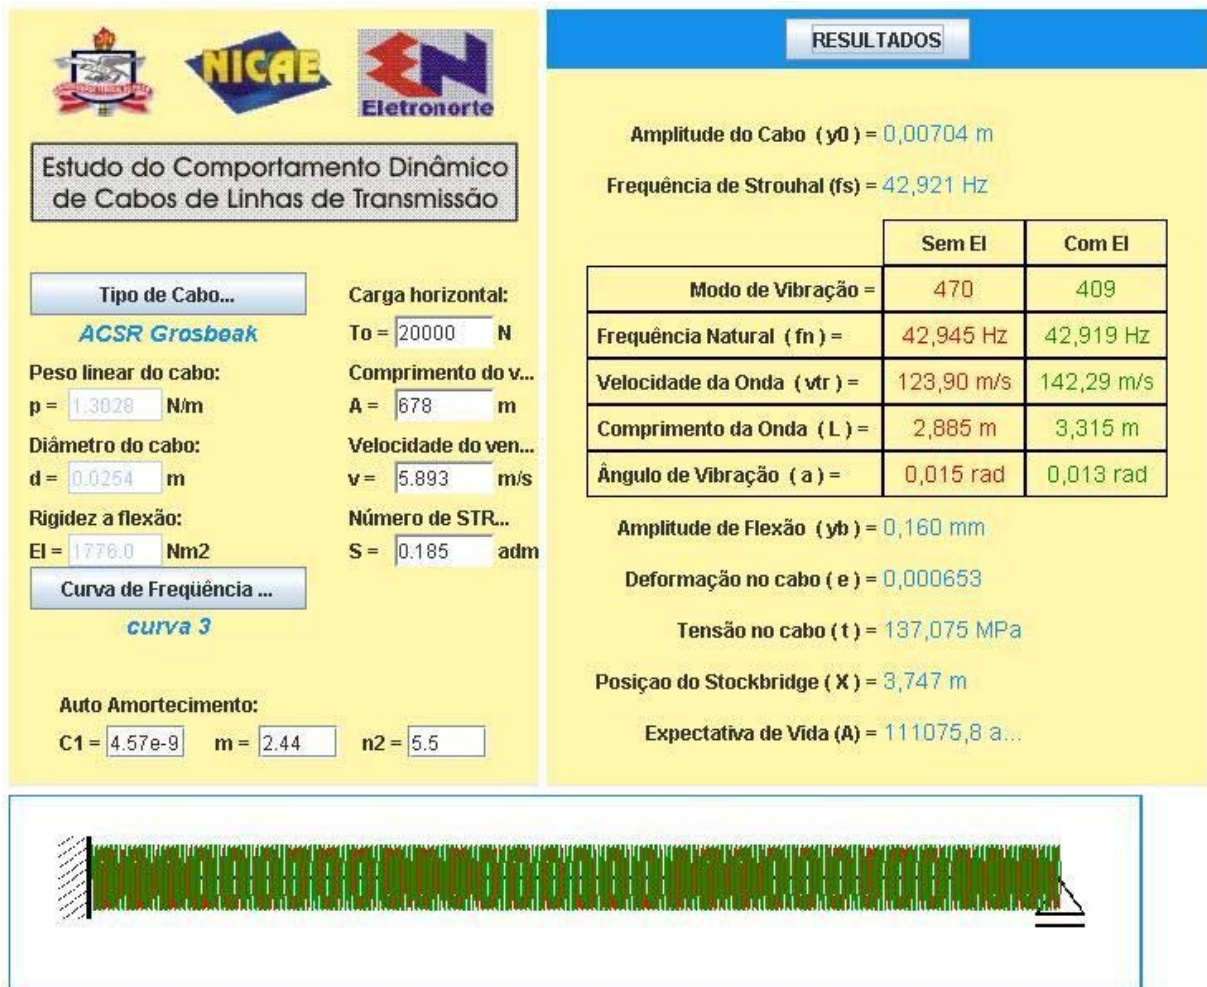 NICAE
EN
Eletronorte
Estudo do Comportamento Dinâmico
de Cabos de Linhas de Transmissão
Tipo de Cabo...
ACSR Grosbeak
Peso linear do cabo:
p = 1.3028 N/m
Diâmetro do cabo:
d = 0.0254 m
Rigidez a flexão:
EI = 1776.0 Nm2
Curva de Freqüência ...
curva 3
Carga horizontal:
To = 20000 N
Comprimento do v...
A = 678 m
Velocidade do ven...
v = 5.893 m/s
Número de STR...
S = 0.185 adm
Auto Amortecimento:
C1 = 4.57e-9 m = 2.44 n2 = 5.5
RESULTADOS
Amplitude do Cabo ( y0 ) = 0,00704 m
Frequência de Strouhal (fs) = 42,921 Hz
Sem EI Com EI
Modo de Vibração = 470 409
Frequência Natural ( fn ) = 42,945 Hz 42,919 Hz
Velocidade da Onda ( vtr ) = 123,90 m/s 142,29 m/s
Comprimento da Onda ( L ) = 2,885 m 3,315 m
Ângulo de Vibração ( a ) = 0,015 rad 0,013 rad
Amplitude de Flexão ( yb ) = 0,160 mm
Deformação no cabo ( e ) = 0,000653
Tensão no cabo ( t ) = 137,075 MPa
Posiçao do Stockbridge ( X ) = 3,747 m
Expectativa de Vida (A) = 111075,8 a...